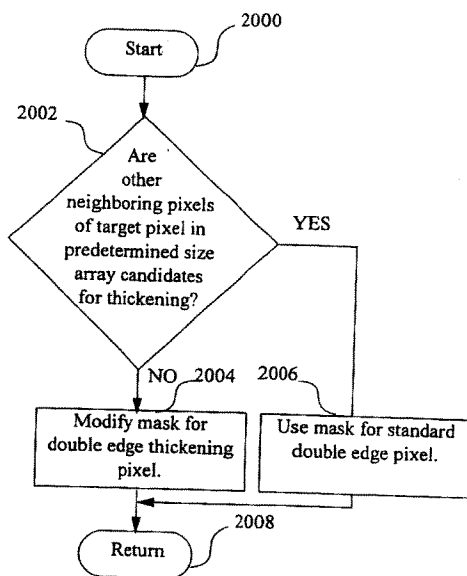 2000
Start
2002
Are
other
neighboring pixels
of target pixel in
predetermined size
array candidates
for thickening?
YES
NO
2004
2006
Modify mask for
double edge thickening
pixel.
Use mask for standard
double edge pixel.
2008
Return